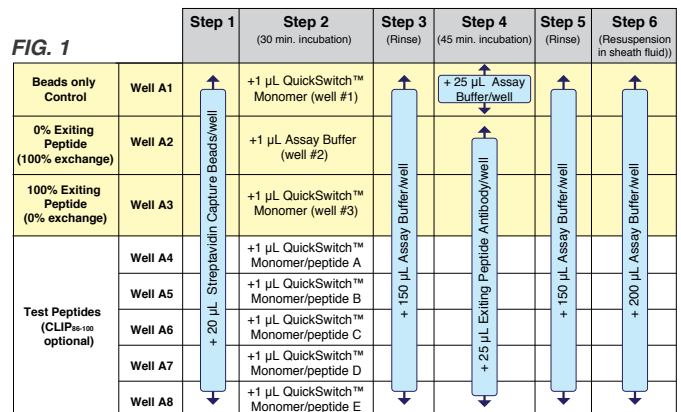 FIG. 1
Step 1
Step 2
(30 min. incubation)
Step 3
(Rinse)
Step 4
(45 min. incubation)
Step 5
(Rinse)
Step 6
(Resuspension
in sheath fluid))
Beads only
Control
Well A1
+1 µL QuickSwitch™
Monomer (well #1)
+ 25 µL Assay
Buffer/well
0% Exiting
Peptide
(100% exchange)
Well A2
+1 µL Assay Buffer
(well #2)
100% Exiting
Peptide
(0% exchange)
Well A3
+1 µL QuickSwitch™
Monomer (well #3)
Test Peptides
(CLIP86-100
optional)
Well A4
+1 µL QuickSwitch™
Monomer/peptide A
Well A5
+1 µL QuickSwitch™
Monomer/peptide B
Well A6
+1 µL QuickSwitch™
Monomer/peptide C
Well A7
+1 µL QuickSwitch™
Monomer/peptide D
Well A8
+1 µL QuickSwitch™
Monomer/peptide E
+ 20 µL Streptavidin Capture Beads/well
+ 150 µL Assay Buffer/well
+ 25 µL Exiting Peptide Antibody/well
+ 150 µL Assay Buffer/well
+ 200 µL Assay Buffer/well